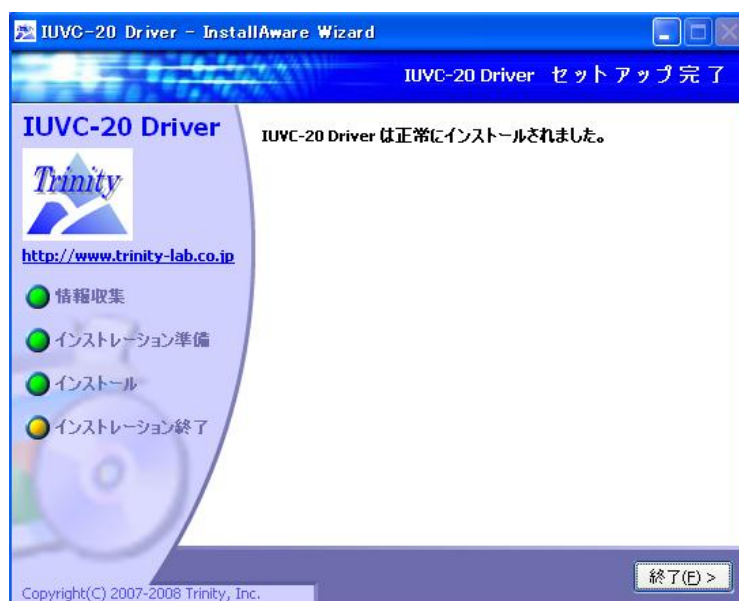 IUVC-20 Driver - InstallAware Wizard
IUVC-20 Driver セットアップ完了
IUVC-20 Driver
Trinity
http://www.trinity-lab.co.jp
情報収集
インストレーション準備
インストール
インストレーション終了
IUVC-20 Driver は正常にインストールされました。
終了(E) >
Copyright(C) 2007-2008 Trinity, Inc.